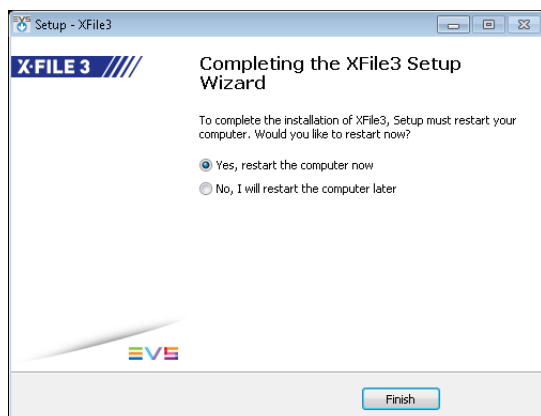 Setup - XFile3
X·FILE 3
Completing the XFile3 Setup
Wizard
To complete the installation of XFile3, Setup must restart your
computer. Would you like to restart now?
Yes, restart the computer now
No, I will restart the computer later
EVS
Finish